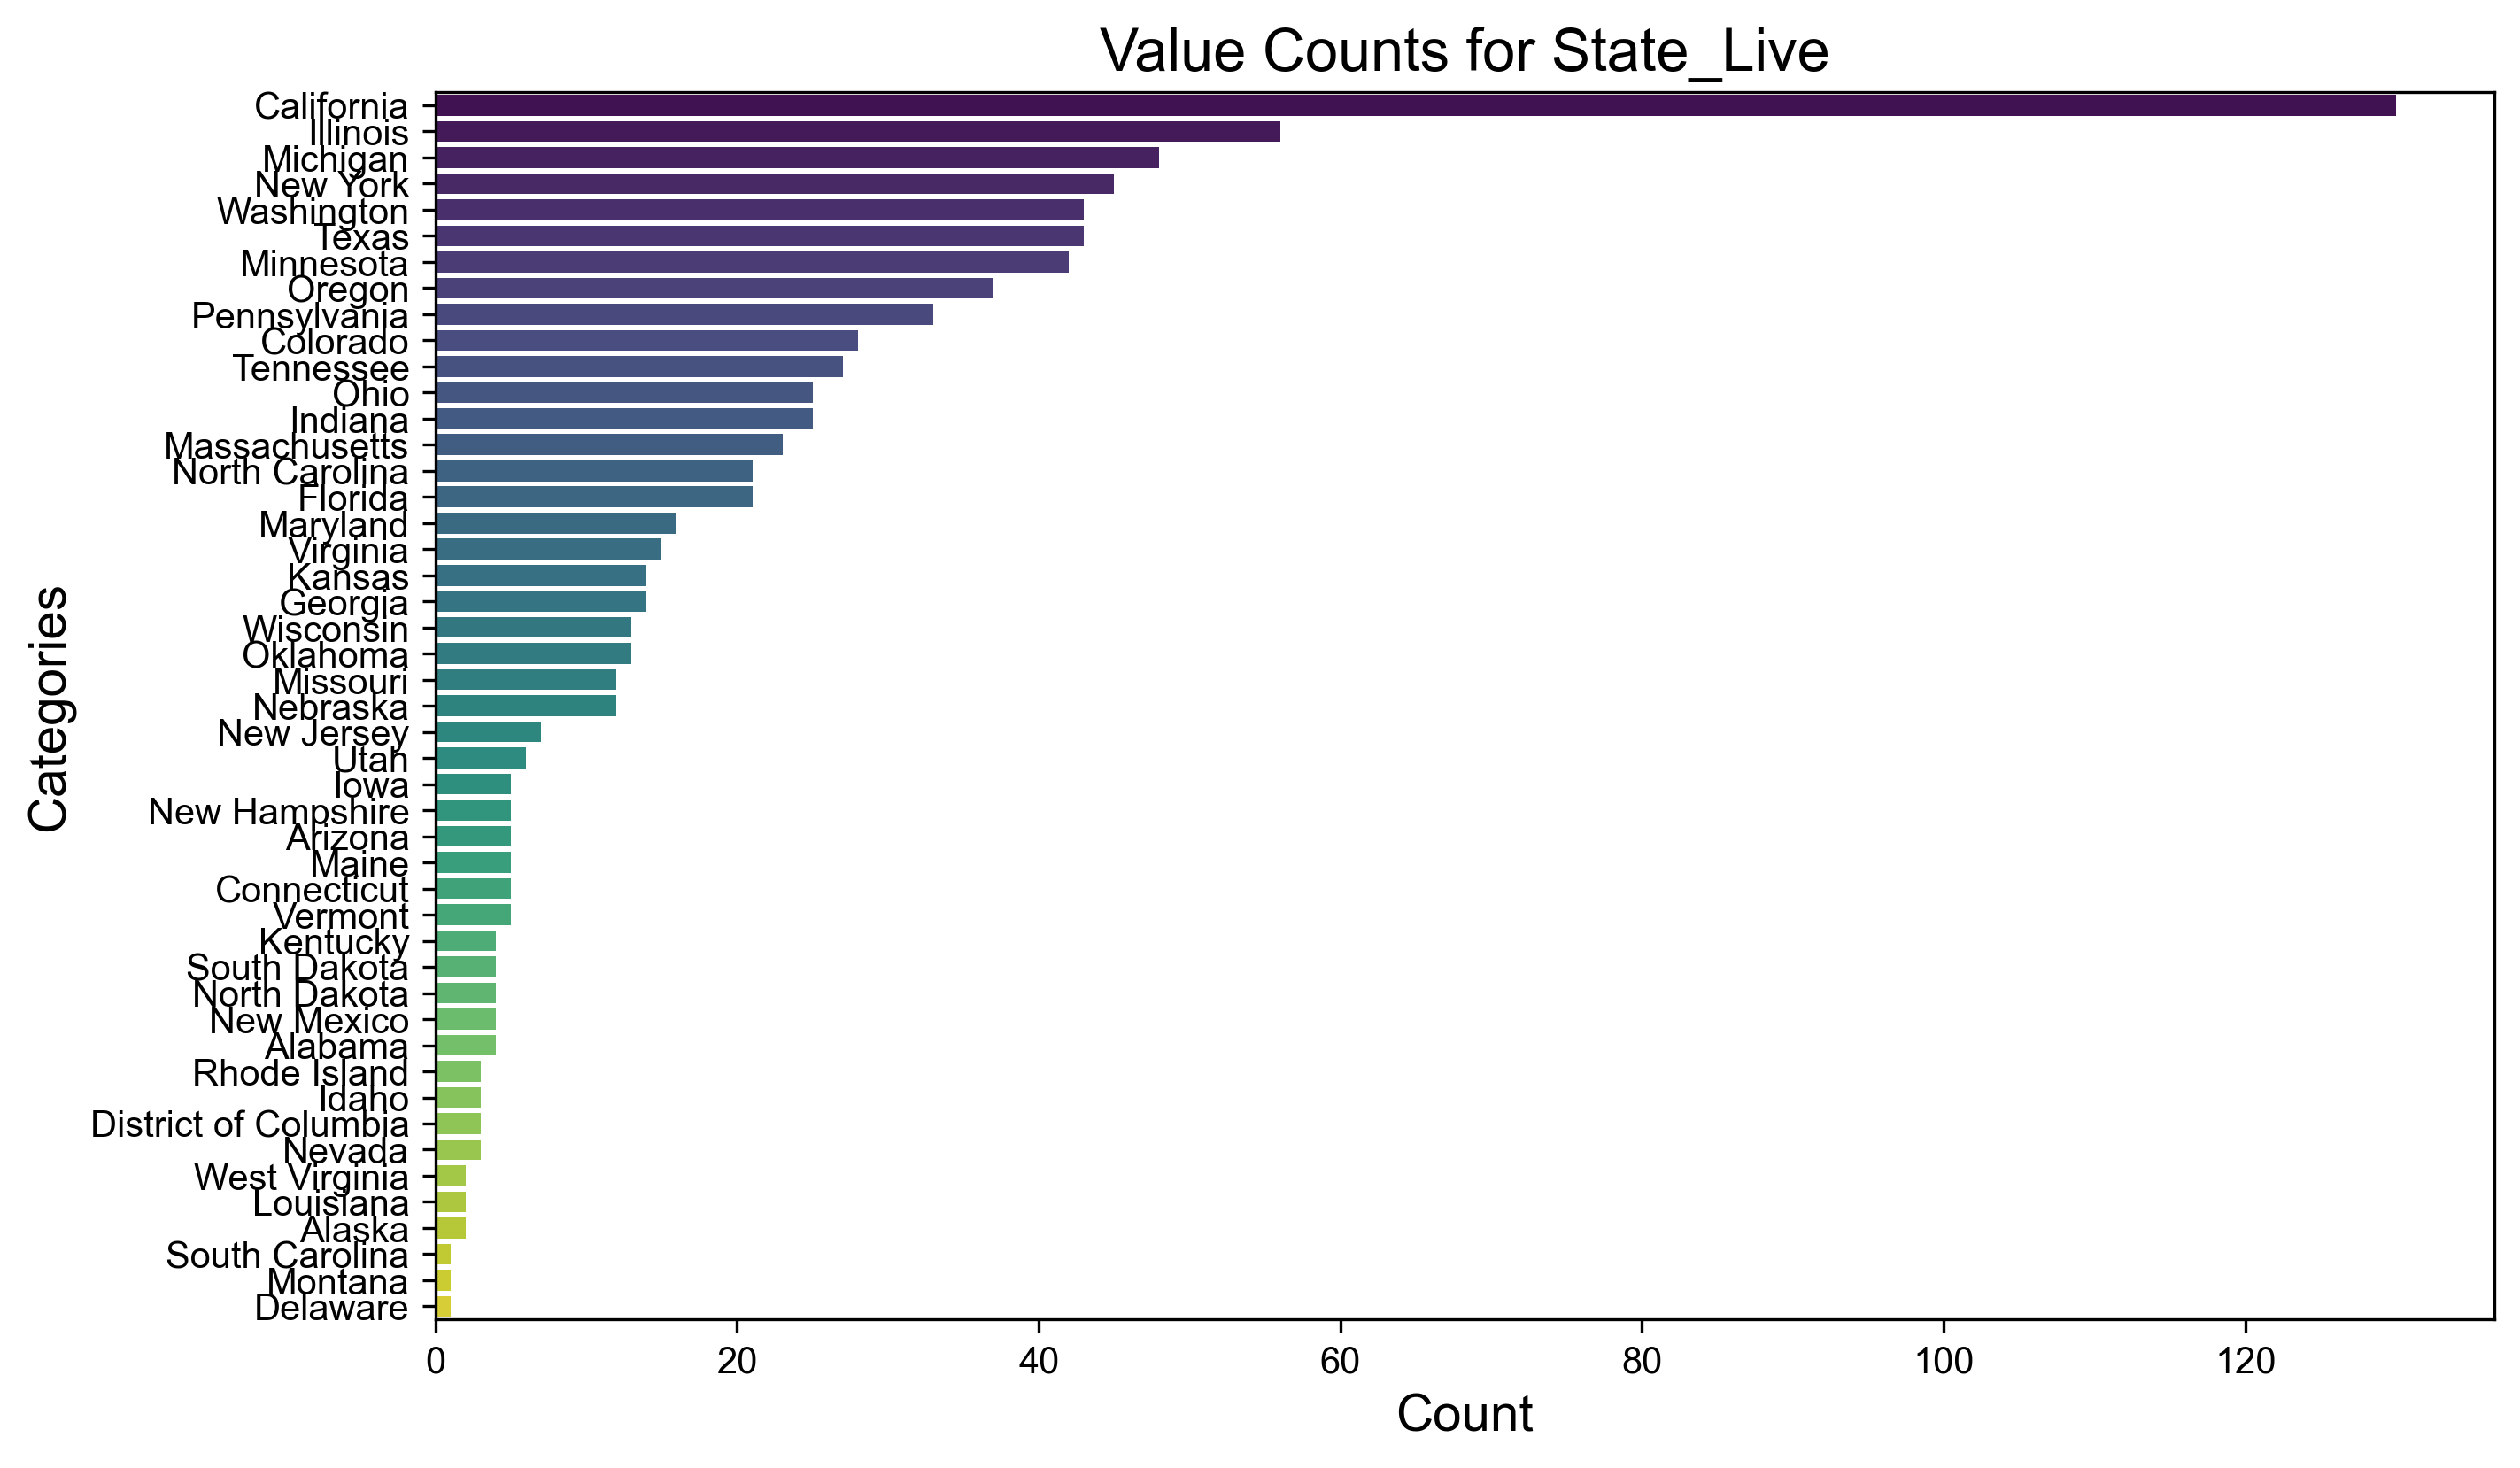 Value Counts for State_Live
California
Illinois
Michigan
New York
Washington
Texas
Minnesota
Oregon
Pennsylvania
Colorado
Tennessee
Ohio
Indiana
Massachusetts
North Carolina
Florida
Maryland
Virginia
Kansas
Georgia
Wisconsin
Oklahoma
Missouri
Nebraska
New Jersey
Utah
Iowa
New Hampshire
Arizona
Maine
Connecticut
Vermont
Kentucky
South Dakota
North Dakota
New Mexico
Alabama
Rhode Island
Idaho
District of Columbia
Nevada
West Virginia
Louisiana
Alaska
South Carolina
Montana
Delaware
Categories
0 20 40 60 80 100 120
Count